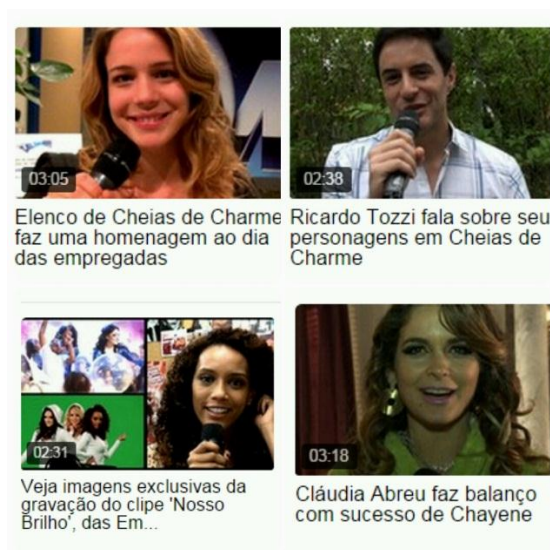 03:05
Elenco de Cheias de Charme
faz uma homenagem ao dia
das empregadas
02:38
Ricardo Tozzi fala sobre seu
personagens em Cheias de
Charme
02:31
Veja imagens exclusivas da
gravação do clipe 'Nosso
Brilho', das Em...
03:18
Cláudia Abreu faz balanço
com sucesso de Chayene